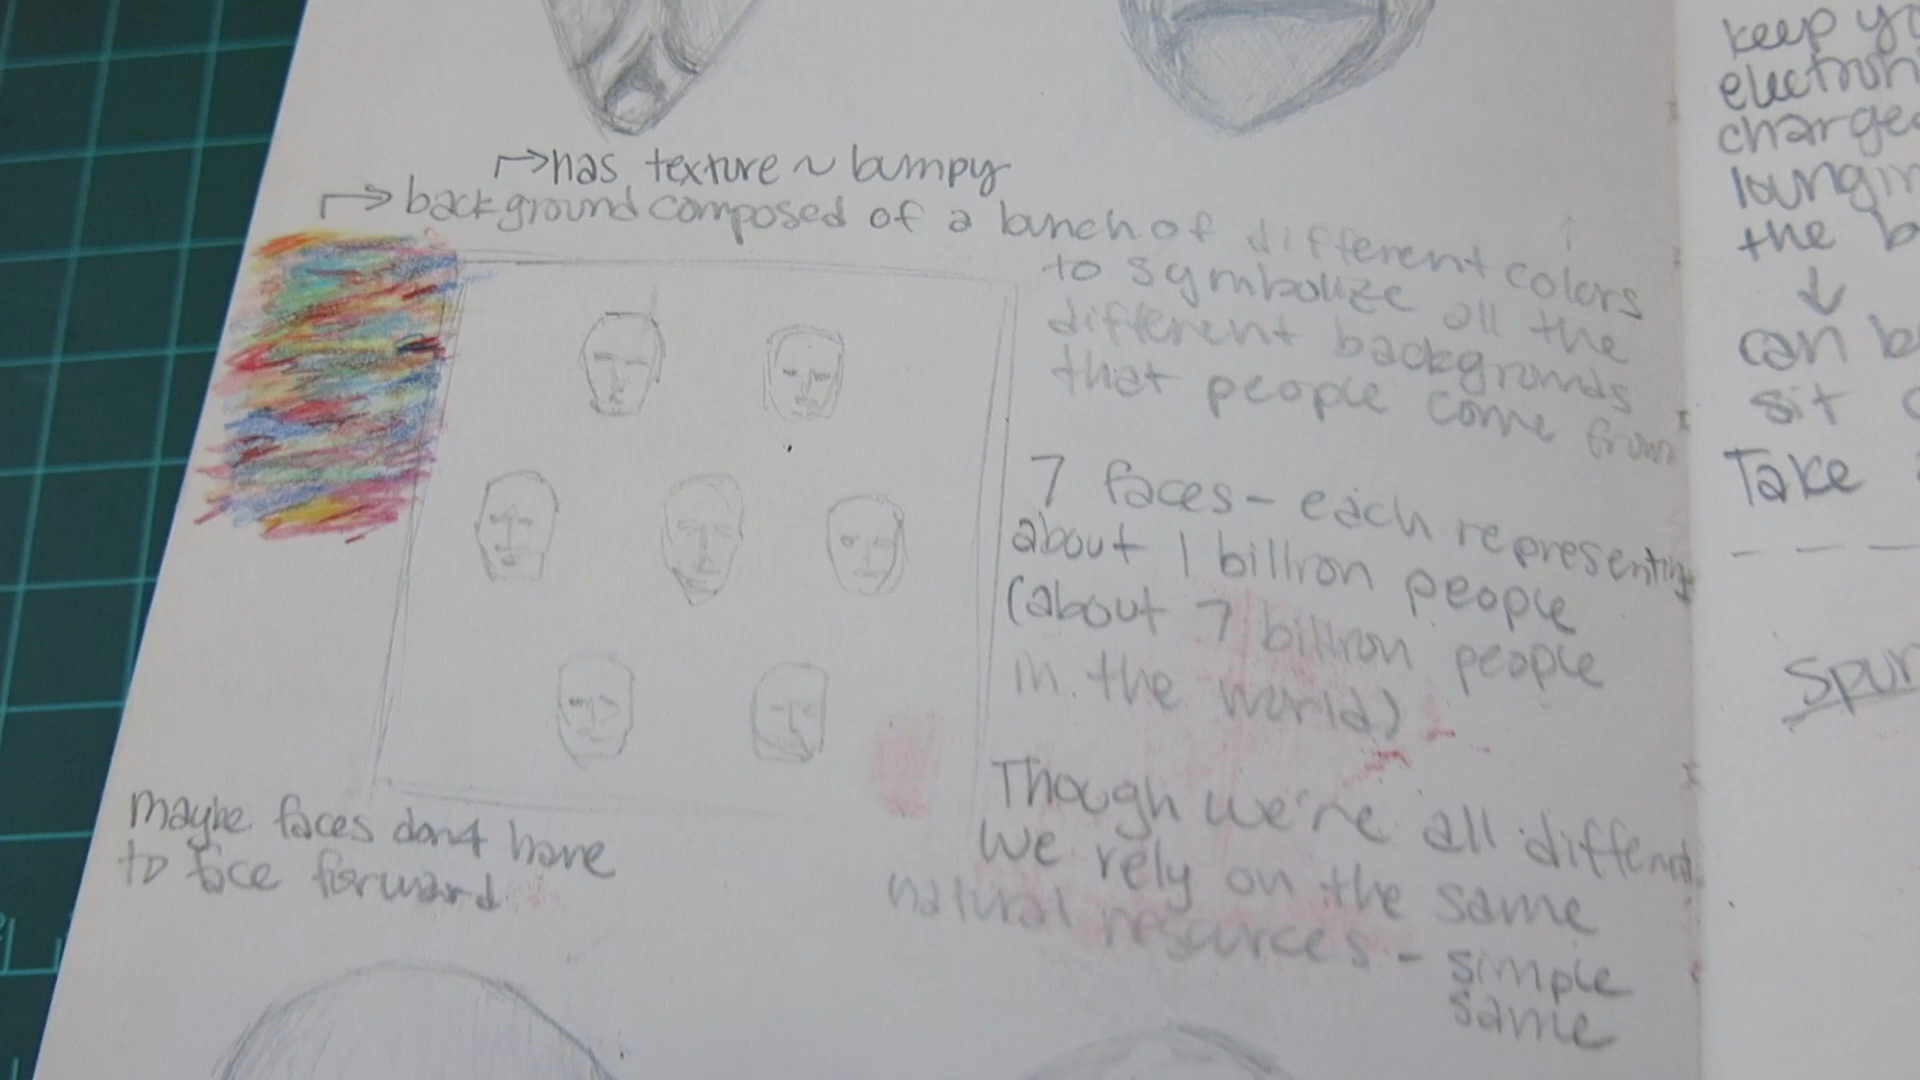 has texture ~ bumpy
background composed of a bunch of different colors
to symbolize all the
different backgrounds
that people come from
7 faces - each representing
about 1 billion people
(about 7 billion people
in the world)
Though we're all different
we rely on the same
natural resources - simple
same
maybe faces don't have
to face forward
keep
charged
the
can
sit
Take